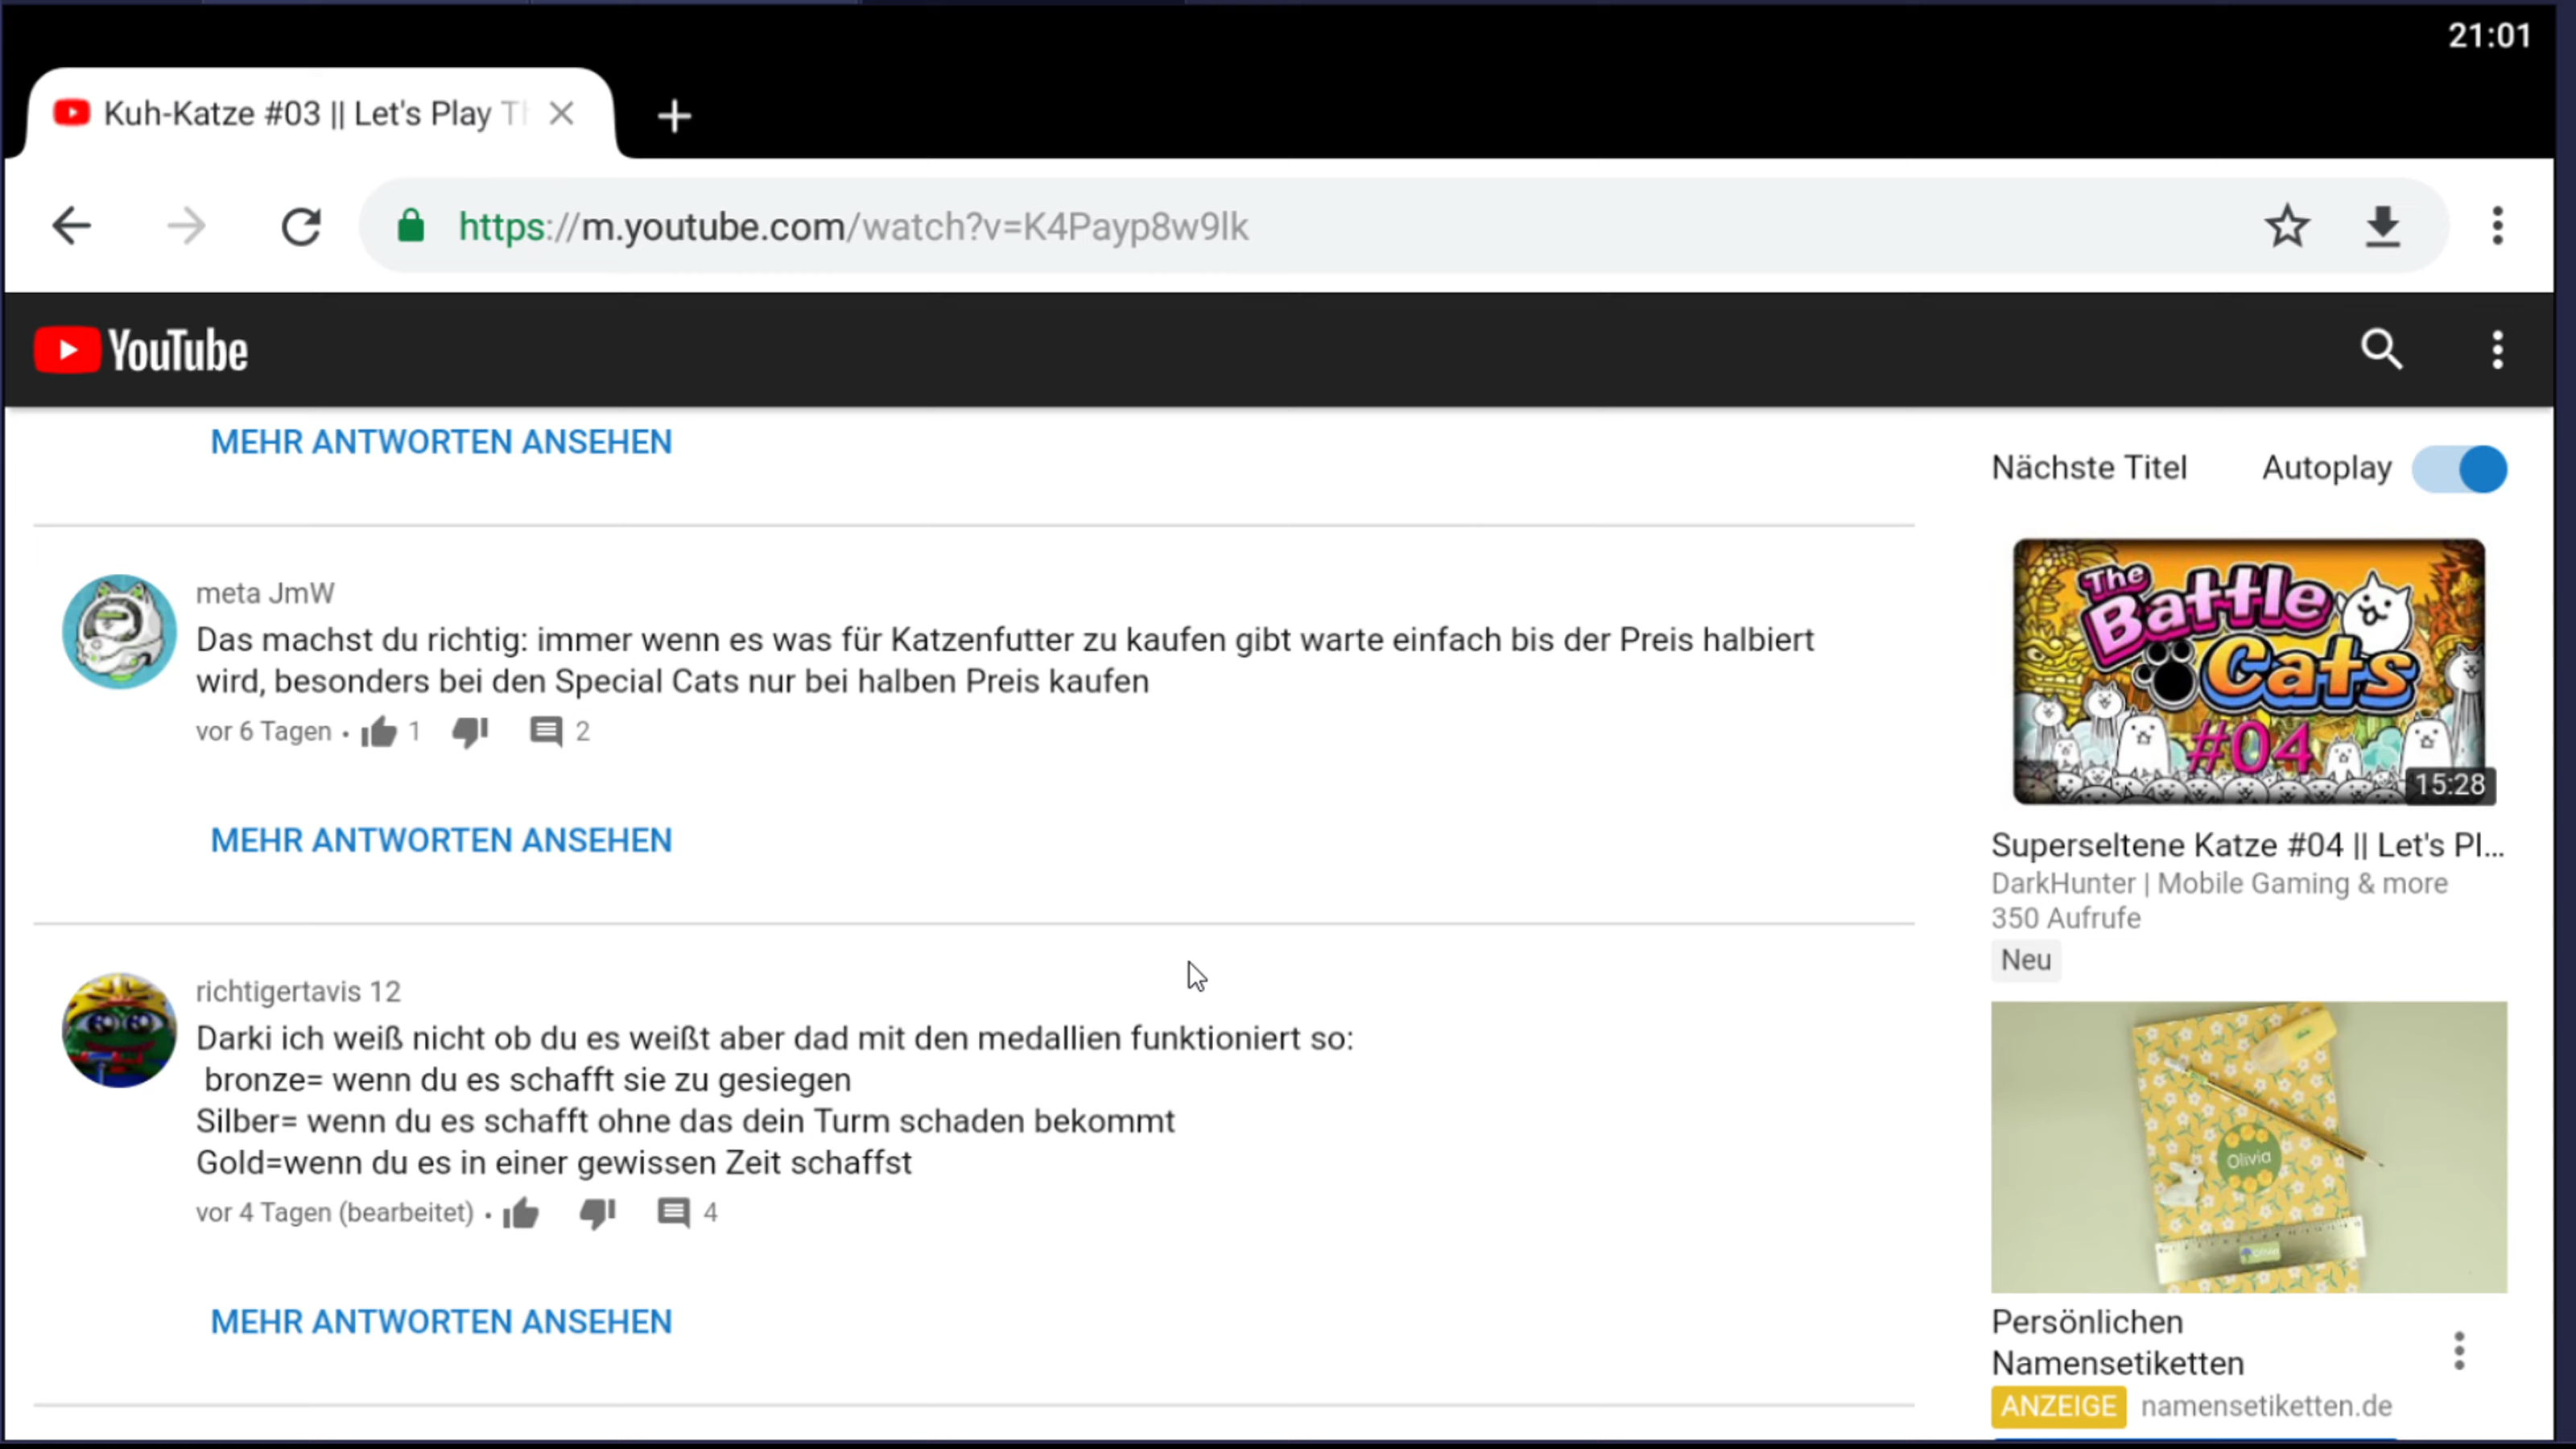 21:01
Kuh-Katze #03 || Let's Play Th
https://m.youtube.com/watch?v=K4Payp8w9lk
YouTube
MEHR ANTWORTEN ANSEHEN
meta JmW
Das machst du richtig: immer wenn es was für Katzenfutter zu kaufen gibt warte einfach bis der Preis halbiert
wird, besonders bei den Special Cats nur bei halben Preis kaufen
vor 6 Tagen • 1 2
MEHR ANTWORTEN ANSEHEN
richtigertavis 12
Darki ich weiß nicht ob du es weißt aber dad mit den medallien funktioniert so:
bronze= wenn du es schafft sie zu gesiegen
Silber= wenn du es schafft ohne das dein Turm schaden bekommt
Gold=wenn du es in einer gewissen Zeit schaffst
vor 4 Tagen (bearbeitet) • 4
MEHR ANTWORTEN ANSEHEN
Nächste Titel Autoplay
The
Battle
Cats
#04
15:28
Superseltene Katze #04 || Let's Pl...
DarkHunter | Mobile Gaming & more
350 Aufrufe
Neu
Olivia
Olivia
Persönlichen
Namensetiketten
ANZEIGE namensetiketten.de